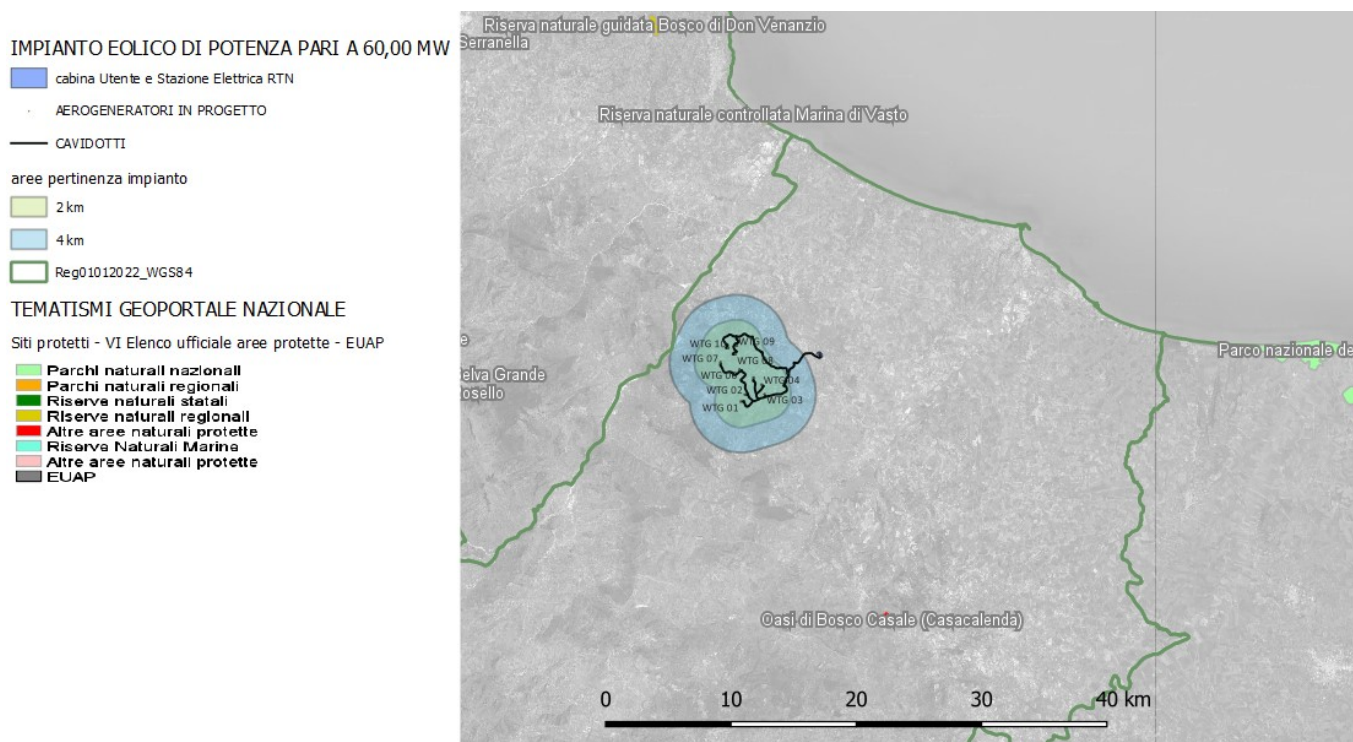 IMPIANTO EOLICO DI POTENZA PARI A 60,00 MW
cabina Utente e Stazione Elettrica RTN
AEROGENERATORI IN PROGETTO
CAVIDOTTI
aree pertinenza impianto
2 km
4 km
Reg01012022_WGS84
TEMATISMI GEOPORTALE NAZIONALE
Siti protetti - VI Elenco ufficiale aree protette - EUAP
Parchi naturali nazionali
Parchi naturali regionali
Riserve naturali statali
Riserve naturali regionali
Altre aree naturali protette
Riserve Naturali Marine
Altre aree naturali protette
EUAP
Riserva naturale guidata Bosco di Don Venanzio
Serranella
Riserva naturale controllata Marina di Vasto
WTG 10
WTG 09
WTG 07
WTG 08
WTG 06
WTG 04
WTG 02
WTG 03
WTG 01
e
Selva Grande
Rosello
Parco nazionale de
Oasi di Bosco Casale (Casacalenda)
0 10 20 30 40 km